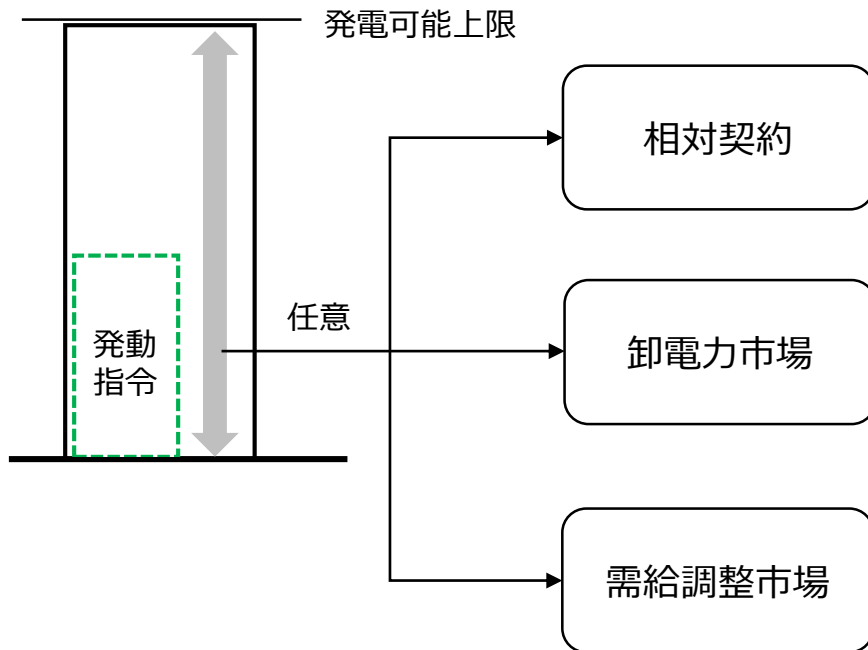 発電可能上限
相対契約
任意
発動
指令
卸電力市場
需給調整市場